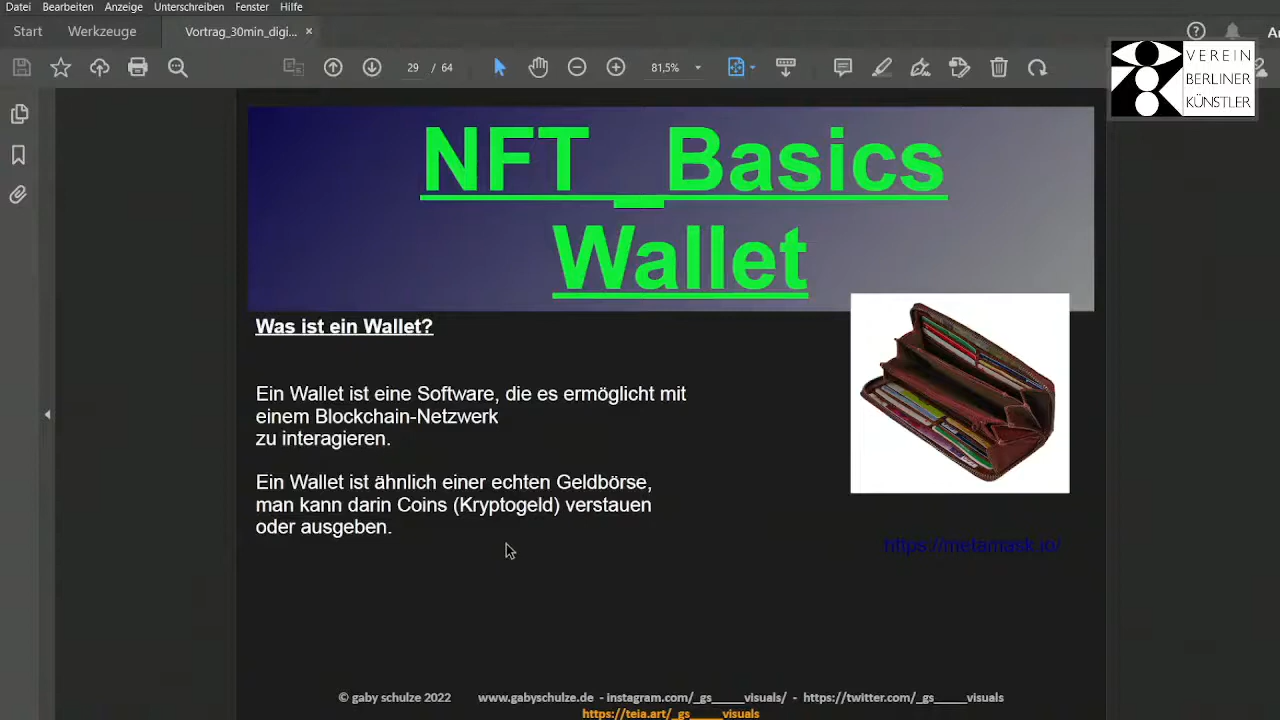 Datei Bearbeiten Anzeige Unterschreiben Fenster Hilfe
Start Werkzeuge Vortrag_30min_digi... ×
29 / 64 81,5%
VEREIN
BERLINER
KÜNSTLER
NFT_Basics
Wallet
Was ist ein Wallet?
Ein Wallet ist eine Software, die es ermöglicht mit
einem Blockchain-Netzwerk
zu interagieren.
Ein Wallet ist ähnlich einer echten Geldbörse,
man kann darin Coins (Kryptogeld) verstauen
oder ausgeben.
https://metamask.io/
© gaby schulze 2022 www.gabyschulze.de - instagram.com/_gs_____visuals/ - https://twitter.com/_gs_____visuals
https://teia.art/_gs_____visuals